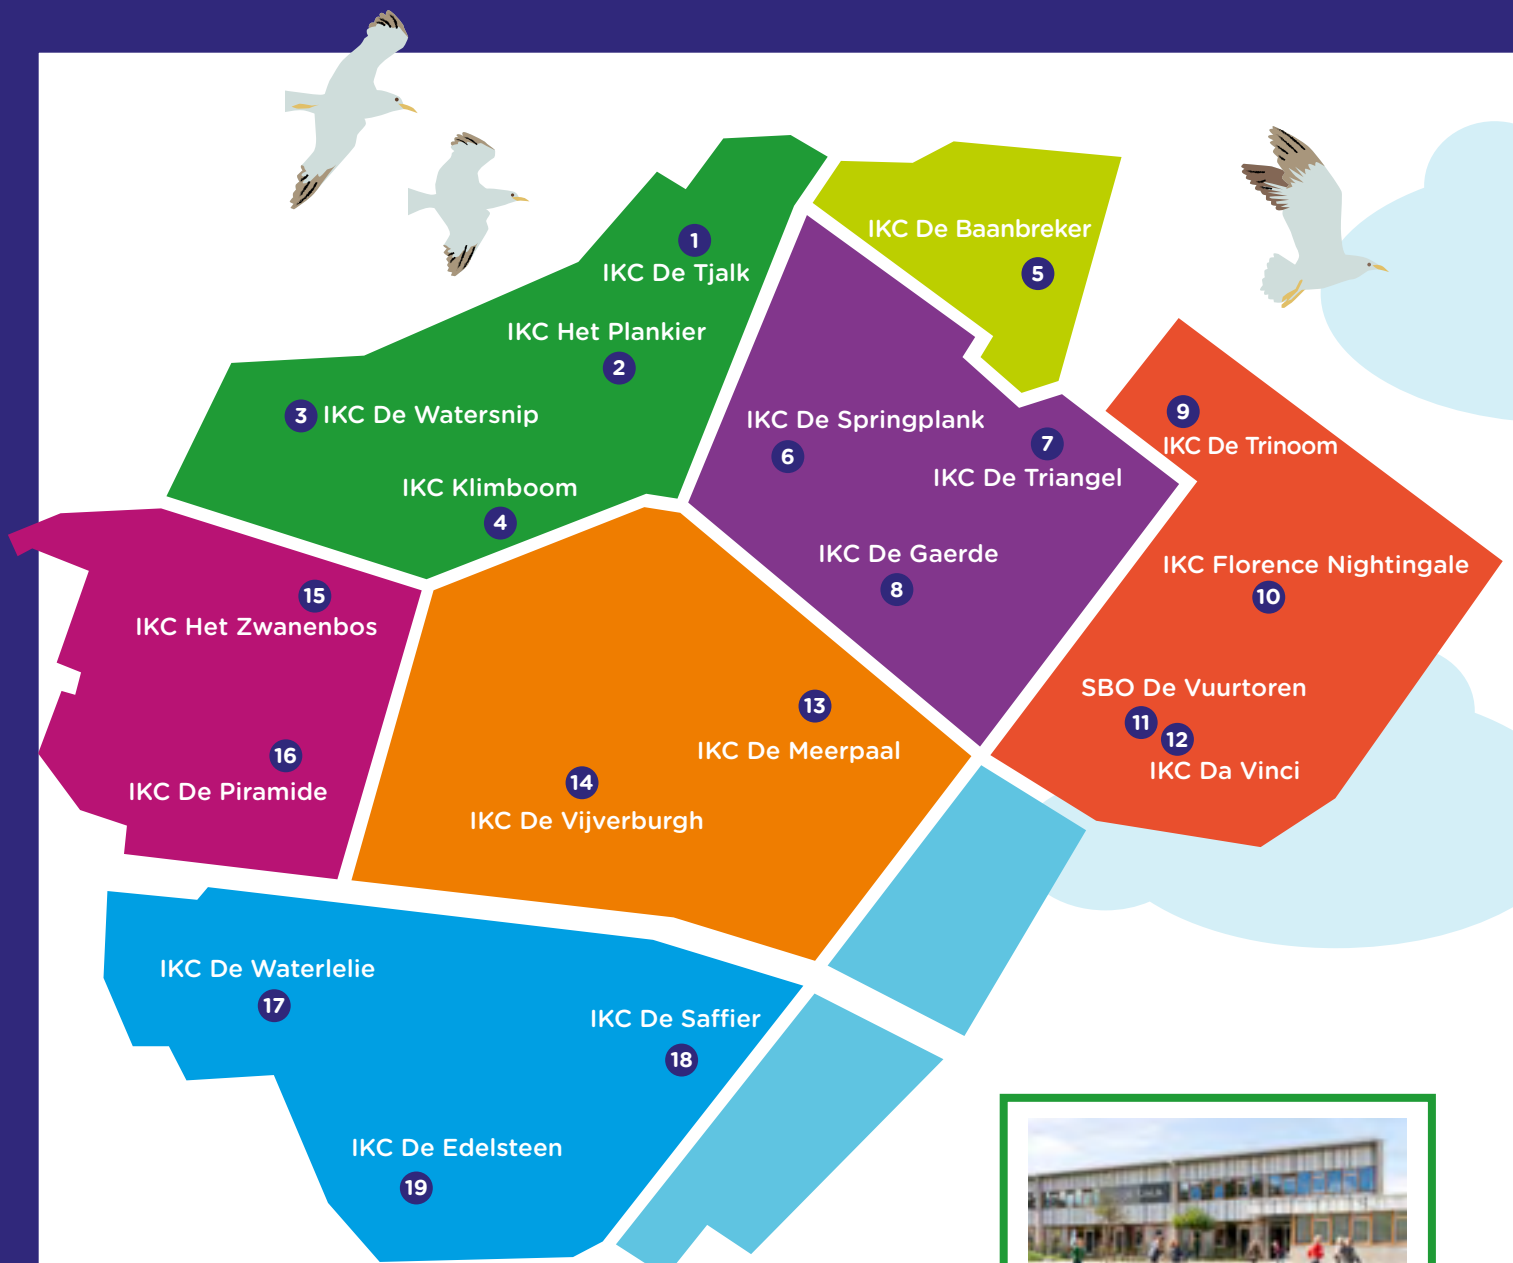 1
IKC De Tjalk
IKC Het Plankier
2
3 IKC De Watersnip
IKC Klimboom
4
IKC De Baanbreker
5
IKC De Springplank
6
7
IKC De Triangel
IKC De Gaerde
8
9
IKC De Trinoom
IKC Florence Nightingale
10
SBO De Vuurtoren
11
12
IKC Da Vinci
13
IKC De Meerpaal
14
IKC De Vijverburgh
15
IKC Het Zwanenbos
16
IKC De Piramide
IKC De Waterlelie
17
IKC De Saffier
18
IKC De Edelsteen
19